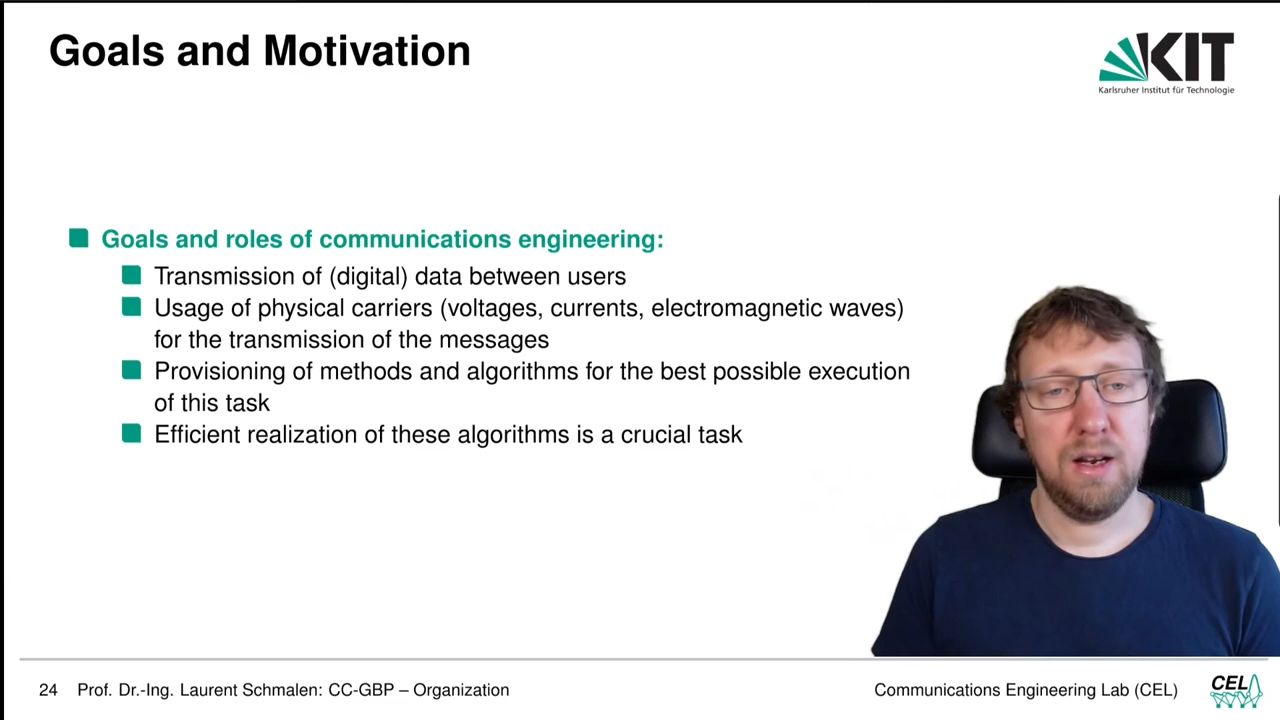 Goals and Motivation
KIT
Karlsruher Institut für Technologie
Goals and roles of communications engineering:
Transmission of (digital) data between users
Usage of physical carriers (voltages, currents, electromagnetic waves)
for the transmission of the messages
Provisioning of methods and algorithms for the best possible execution
of this task
Efficient realization of these algorithms is a crucial task
24 Prof. Dr.-Ing. Laurent Schmalen: CC-GBP – Organization
Communications Engineering Lab (CEL)
CEL